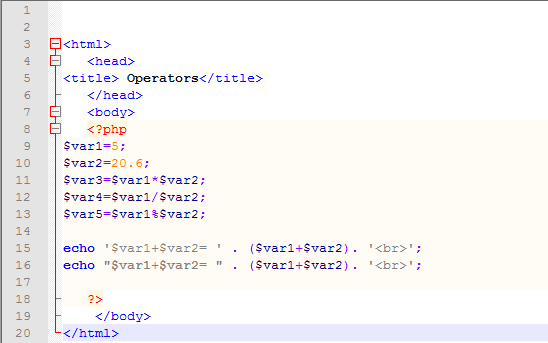 1
2
3 <html>
4 <head>
5 <title> Operators</title>
6 </head>
7 <body>
8 <?php
9 $var1=5;
10 $var2=20.6;
11 $var3=$var1*$var2;
12 $var4=$var1/$var2;
13 $var5=$var1%$var2;
14
15 echo '$var1+$var2= ' . ($var1+$var2). '<br>';
16 echo "$var1+$var2= " . ($var1+$var2). '<br>';
17
18 ?>
19 </body>
20 </html>